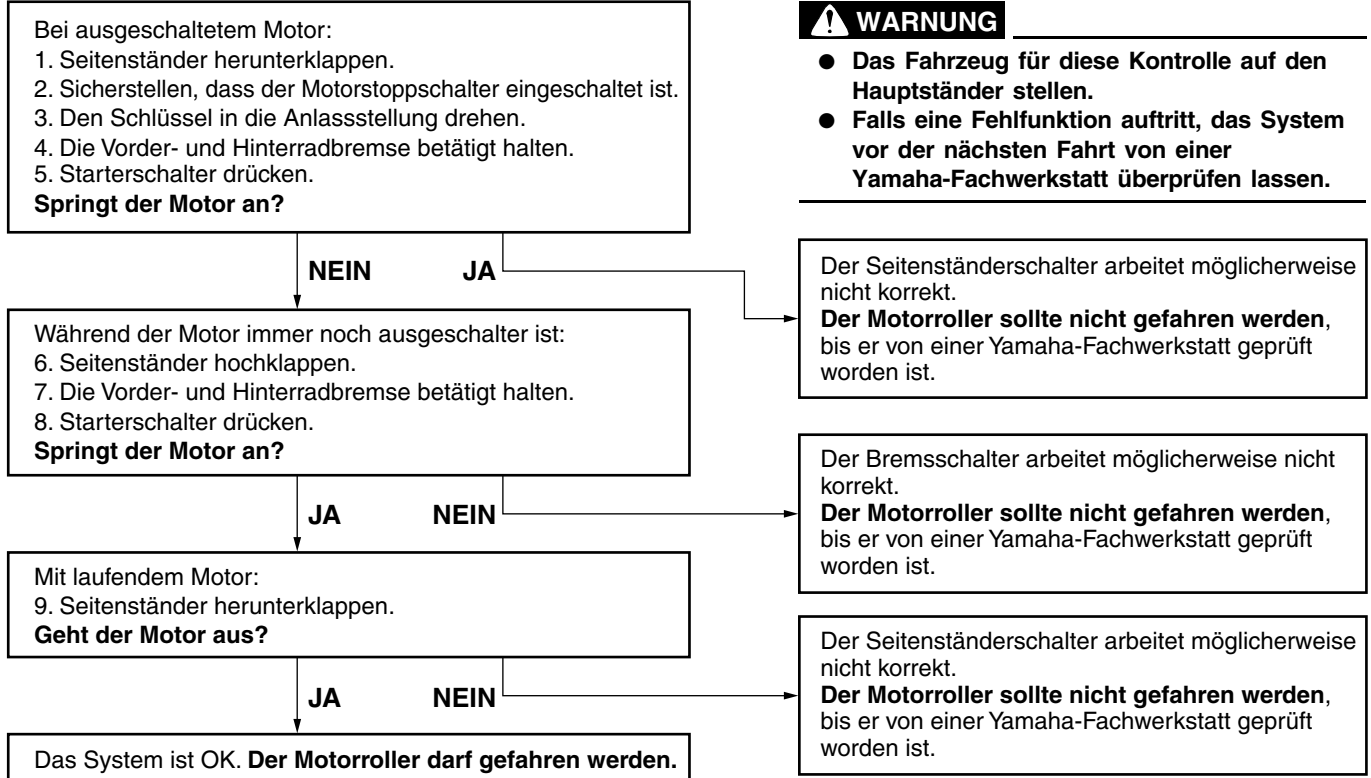 Bei ausgeschaltetem Motor:
1. Seitenständer herunterklappen.
2. Sicherstellen, dass der Motorstoppschalter eingeschaltet ist.
3. Den Schlüssel in die Anlassstellung drehen.
4. Die Vorder- und Hinterradbremse betätigt halten.
5. Starterschalter drücken.
Springt der Motor an?
WARNUNG
● Das Fahrzeug für diese Kontrolle auf den
Hauptständer stellen.
● Falls eine Fehlfunktion auftritt, das System
vor der nächsten Fahrt von einer
Yamaha-Fachwerkstatt überprüfen lassen.
NEIN JA
Der Seitenständerschalter arbeitet möglicherweise
nicht korrekt.
Der Motorroller sollte nicht gefahren werden,
bis er von einer Yamaha-Fachwerkstatt geprüft
worden ist.
Während der Motor immer noch ausgeschalter ist:
6. Seitenständer hochklappen.
7. Die Vorder- und Hinterradbremse betätigt halten.
8. Starterschalter drücken.
Springt der Motor an?
JA NEIN
Der Bremsschalter arbeitet möglicherweise nicht
korrekt.
Der Motorroller sollte nicht gefahren werden,
bis er von einer Yamaha-Fachwerkstatt geprüft
worden ist.
Mit laufendem Motor:
9. Seitenständer herunterklappen.
Geht der Motor aus?
JA NEIN
Der Seitenständerschalter arbeitet möglicherweise
nicht korrekt.
Der Motorroller sollte nicht gefahren werden,
bis er von einer Yamaha-Fachwerkstatt geprüft
worden ist.
Das System ist OK. Der Motorroller darf gefahren werden.